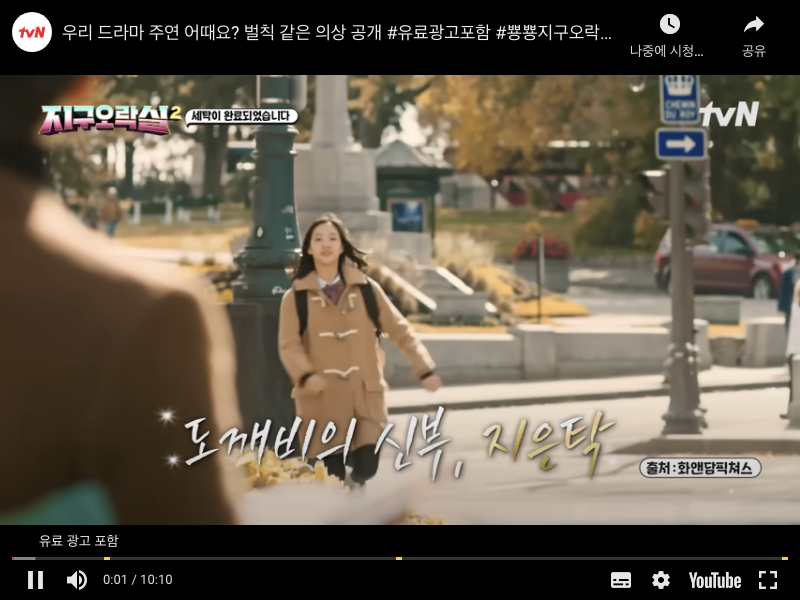 tvN
우리 드라마 주연 어때요? 벌칙 같은 의상 공개 #유료광고포함 #뿅뿅지구오락...
나중에 시청...
공유
지구오락실2
세탁이 완료되었습니다
CHEMIN
DU ROY
tvN
도깨비의 신부, 지은탁
출처:화앤담픽쳐스
유료 광고 포함
0:01 / 10:10
YouTube